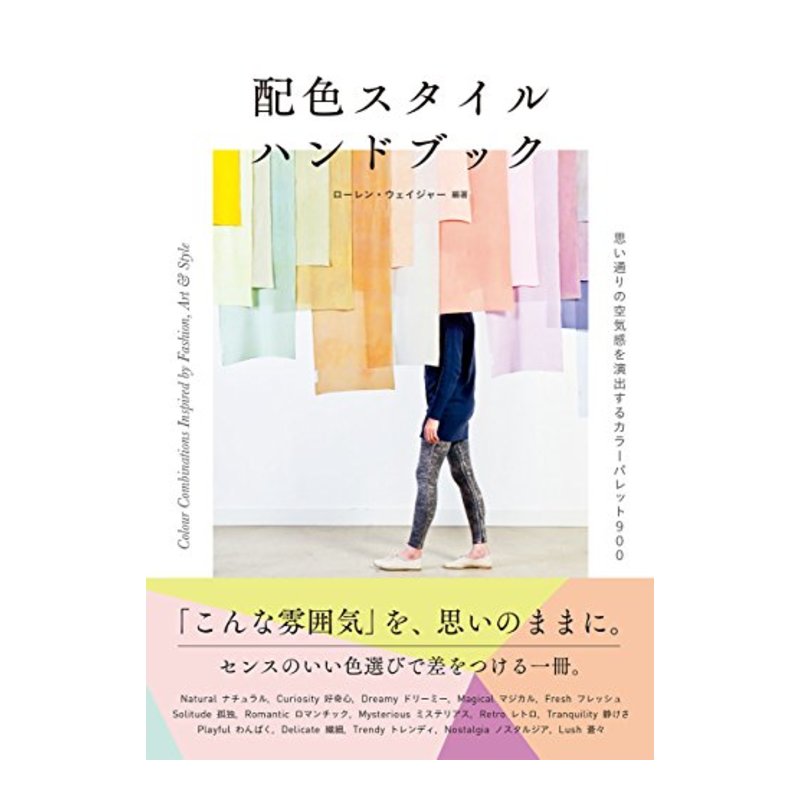 配色スタイル
ハンドブック
ローレン・ウェイジャー 編著
思い通りの空気感を演出するカラーパレット900
Colour Combinations Inspired by Fashion, Art & Style
「こんな雰囲気」を、思いのままに。
センスのいい色選びで差をつける一冊。
Natural ナチュラル, Curiosity 好奇心, Dreamy ドリーミー, Magical マジカル, Fresh フレッシュ
Solitude 孤独, Romantic ロマンチック, Mysterious ミステリアス, Retro レトロ, Tranquility 静けさ
Playful わんぱく, Delicate 繊細, Trendy トレンディ, Nostalgia ノスタルジア, Lush 蒼々